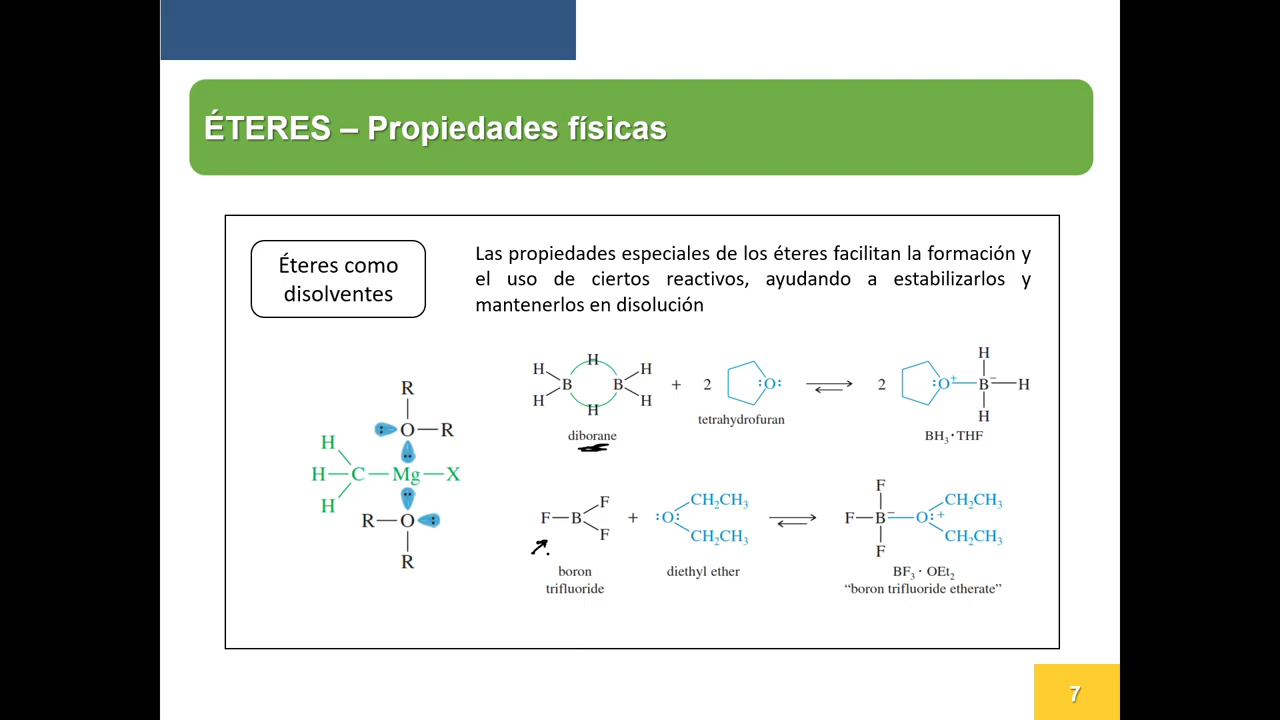 ÉTERES – Propiedades físicas
Éteres como
disolventes
Las propiedades especiales de los éteres facilitan la formación y
el uso de ciertos reactivos, ayudando a estabilizarlos y
mantenerlos en disolución
R
O R
H
H C Mg X
H
R O
R
H H H
B B
H H H
+ 2 :O:
2 :O+ B− H
H
H
diborane
tetrahydrofuran
BH3·THF
F B F
F
+ :O: CH2CH3
CH2CH3
F
F B− O:+ CH2CH3
F CH2CH3
boron
trifluoride
diethyl ether
BF3 · OEt2
“boron trifluoride etherate”
7